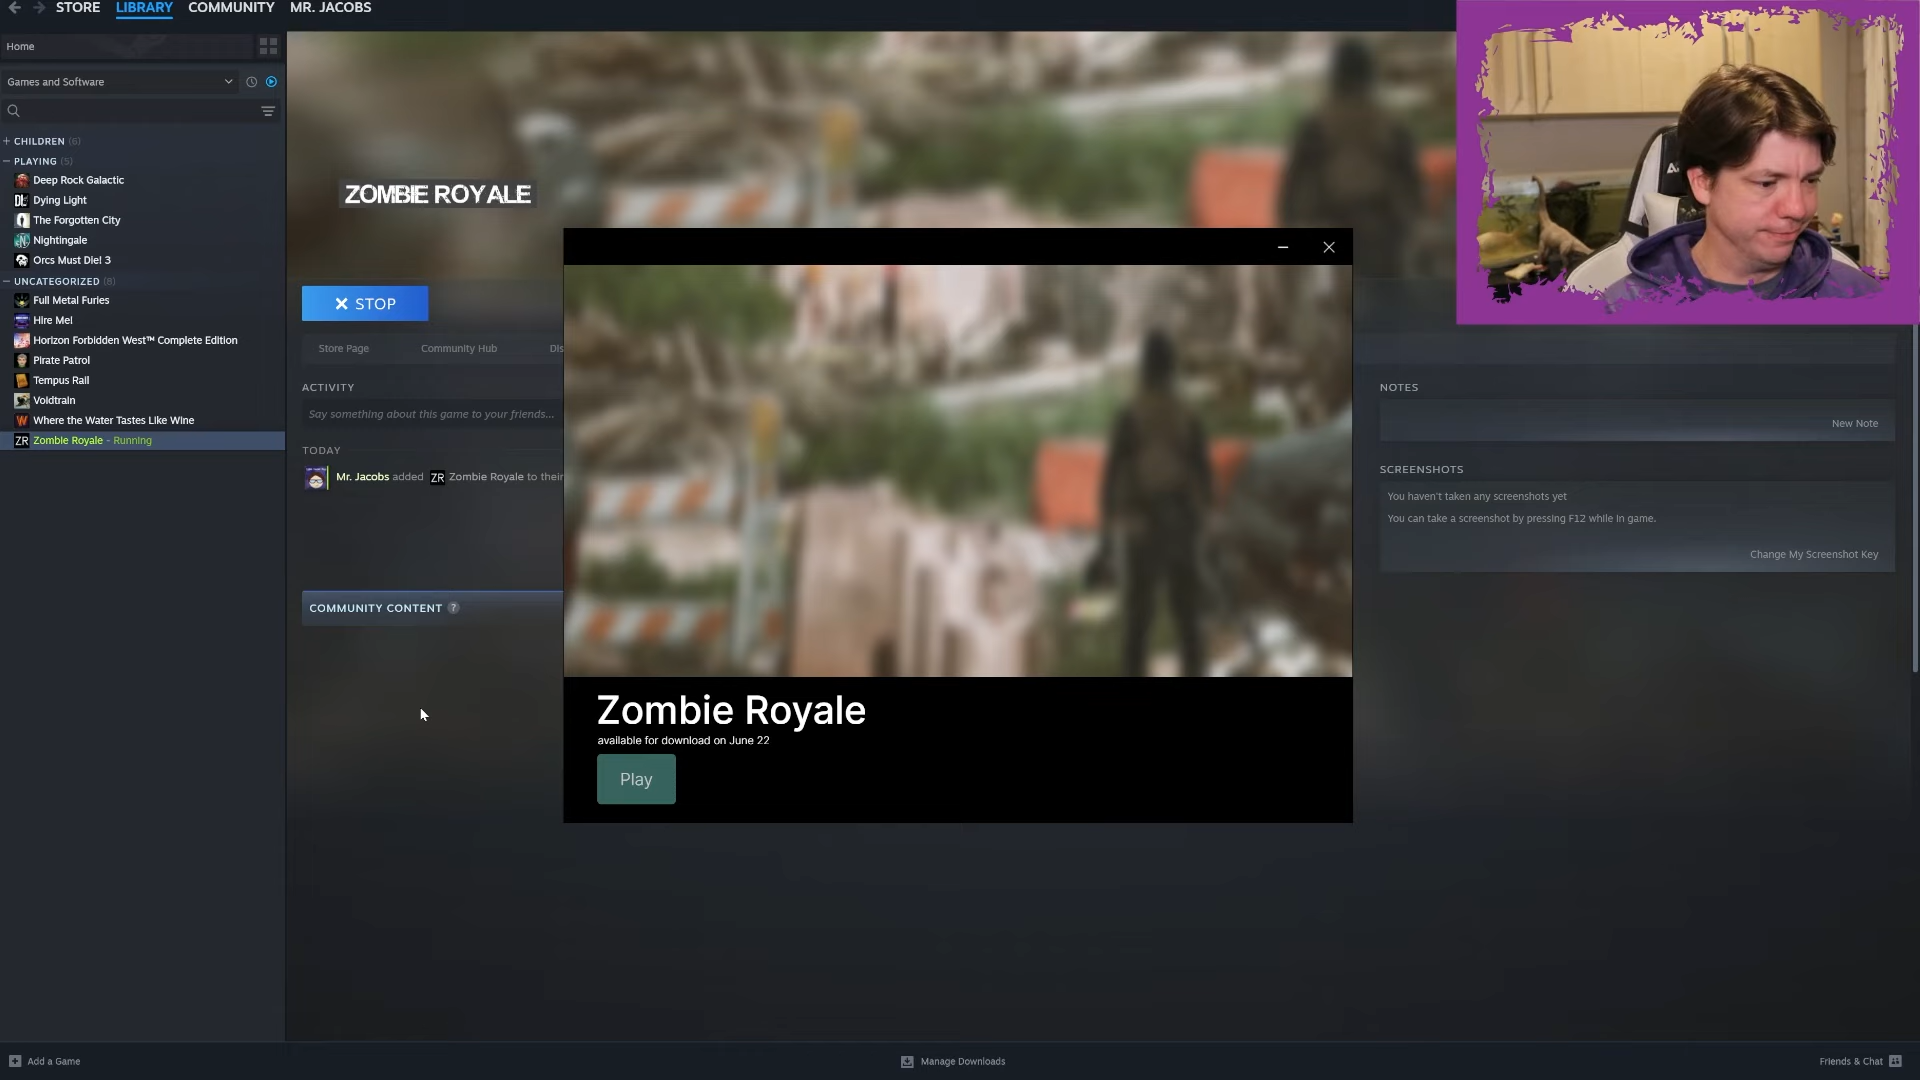 STORE LIBRARY COMMUNITY MR. JACOBS
Home
Games and Software
+ CHILDREN (6)
− PLAYING (5)
Deep Rock Galactic
Dying Light
The Forgotten City
Nightingale
Orcs Must Die! 3
− UNCATEGORIZED (8)
Full Metal Furies
Hire Me!
Horizon Forbidden West™ Complete Edition
Pirate Patrol
Tempus Rail
Voidtrain
Where the Water Tastes Like Wine
ZR Zombie Royale - Running
ZOMBIE ROYALE
STOP
Store Page Community Hub Dis
ACTIVITY
Say something about this game to your friends...
TODAY
Mr. Jacobs added ZR Zombie Royale to their
COMMUNITY CONTENT ?
Zombie Royale
available for download on June 22
Play
NOTES
New Note
SCREENSHOTS
You haven't taken any screenshots yet
You can take a screenshot by pressing F12 while in game.
Change My Screenshot Key
Add a Game
Manage Downloads
Friends & Chat